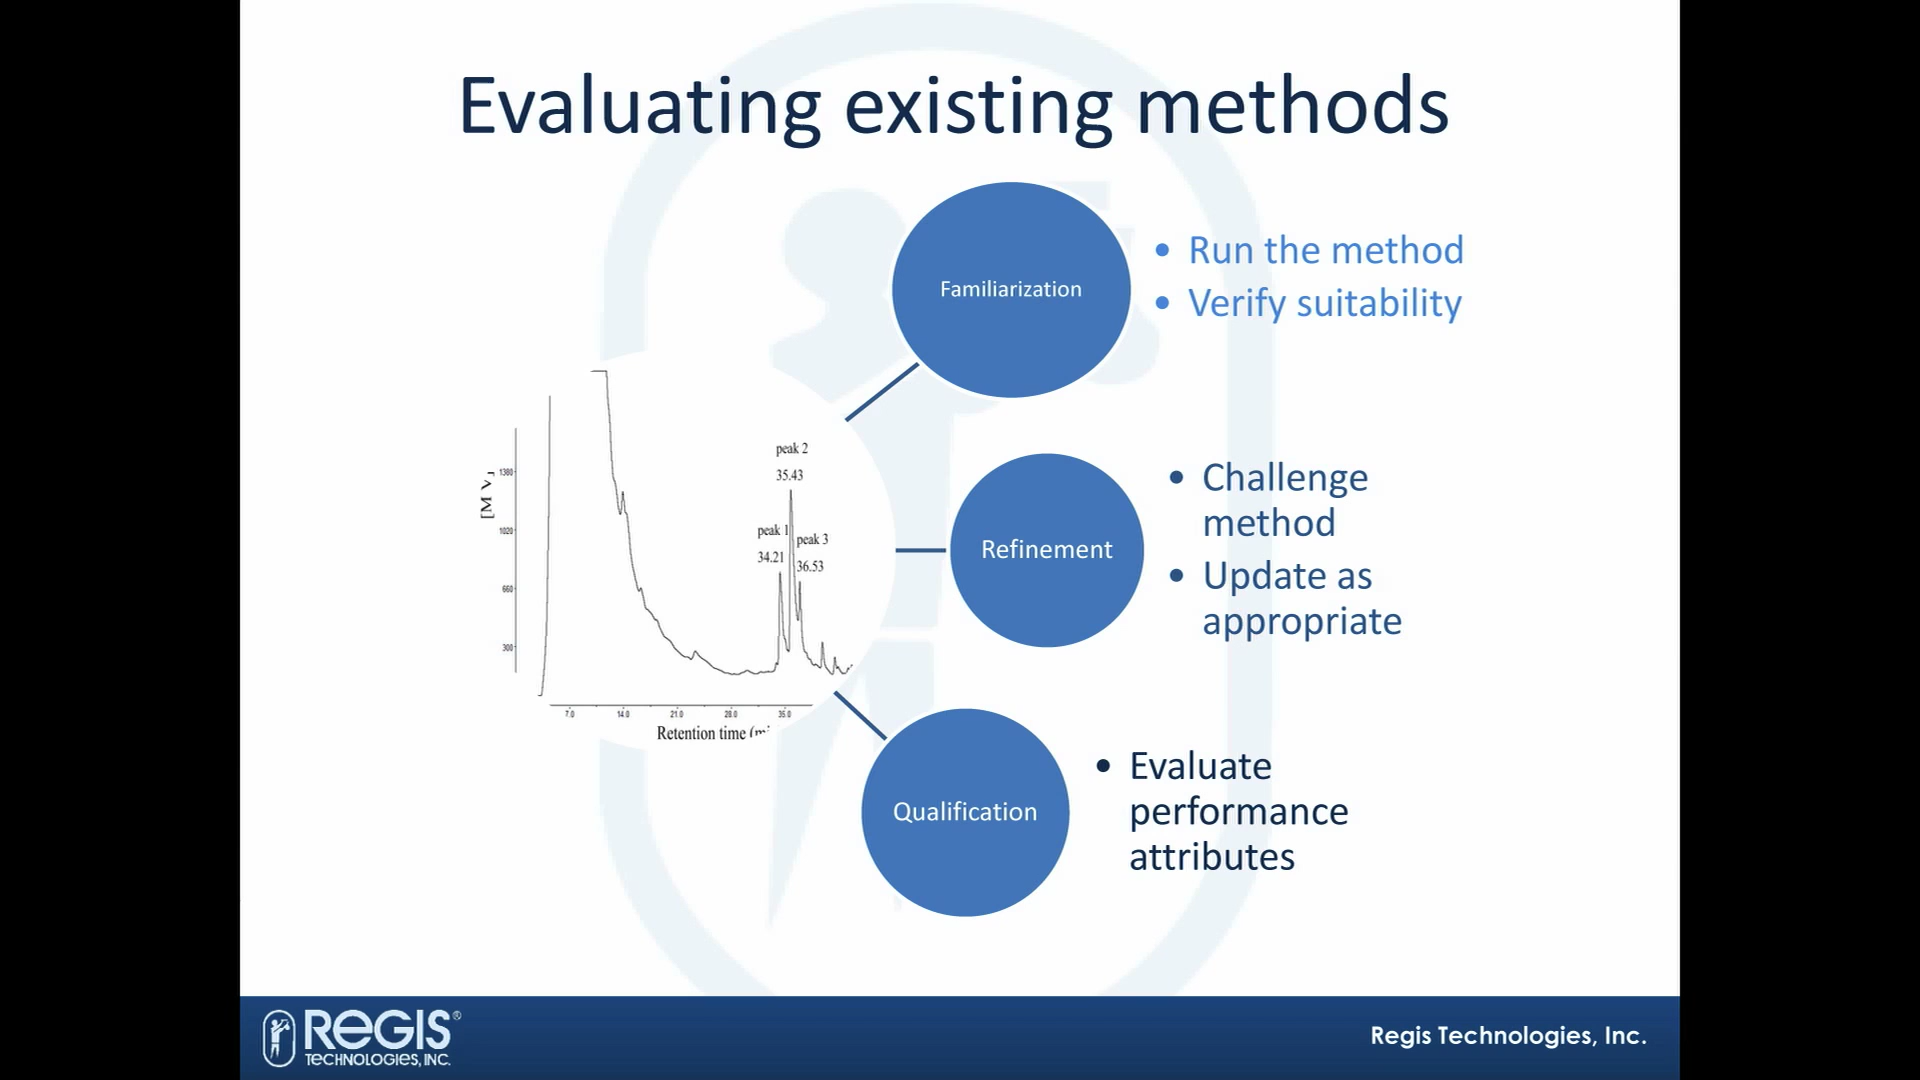 Evaluating existing methods
Familiarization
• Run the method
• Verify suitability
peak 2
35.43
peak 1
34.21
peak 3
36.53
[M V]
1380
1020
660
300
7.0
14.0
21.0
28.0
35.0
Retention time
Refinement
• Challenge
method
• Update as
appropriate
Qualification
• Evaluate
performance
attributes
REGIS®
TECHNOLOGIES, INC.
Regis Technologies, Inc.